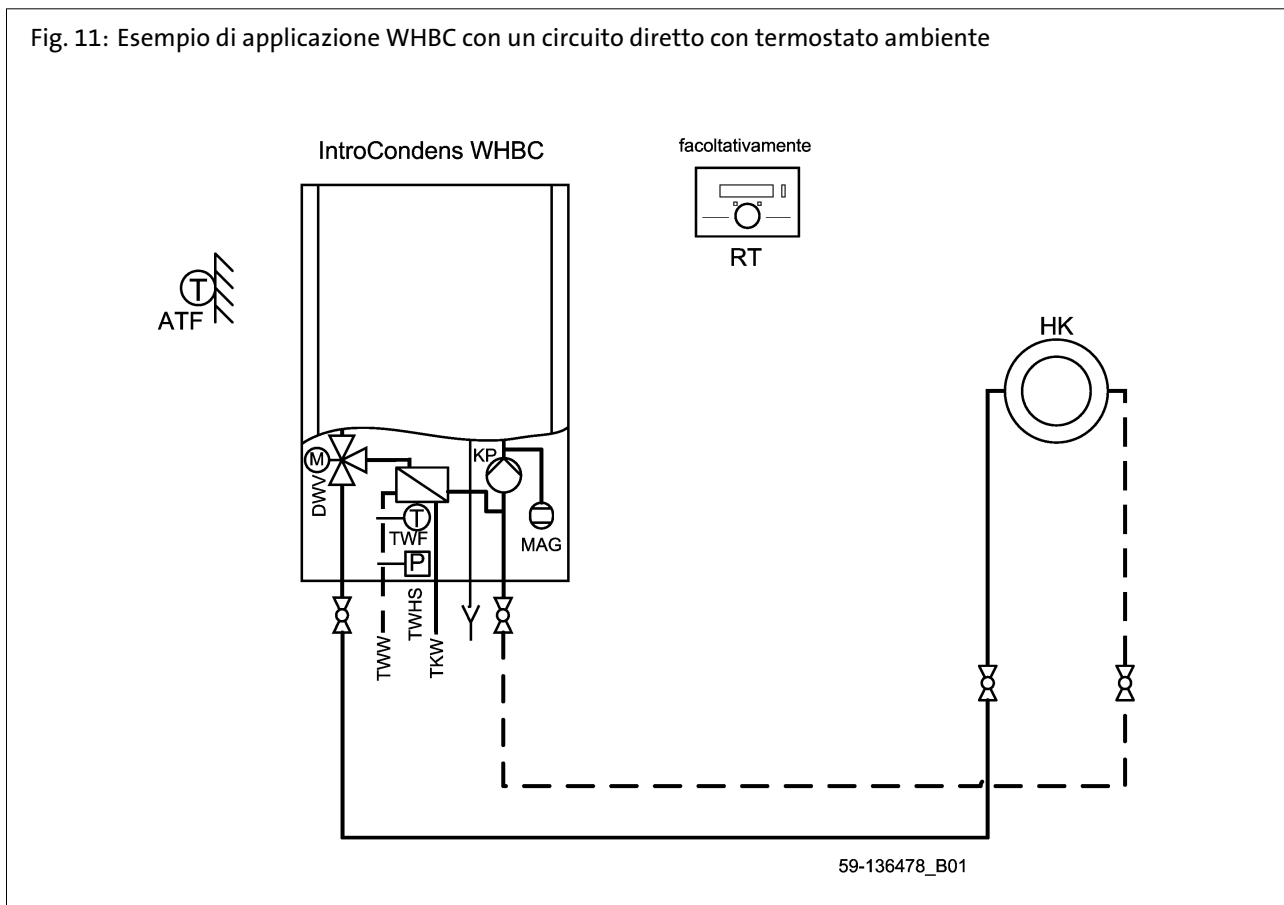 Fig. 11: Esempio di applicazione WHBC con un circuito diretto con termostato ambiente
IntroCondens WHBC
facoltativamente
RT
T
ATF
HK
M
DWV
KP
T
TWF
MAG
P
TWHS
TWW
TKW
59-136478_B01